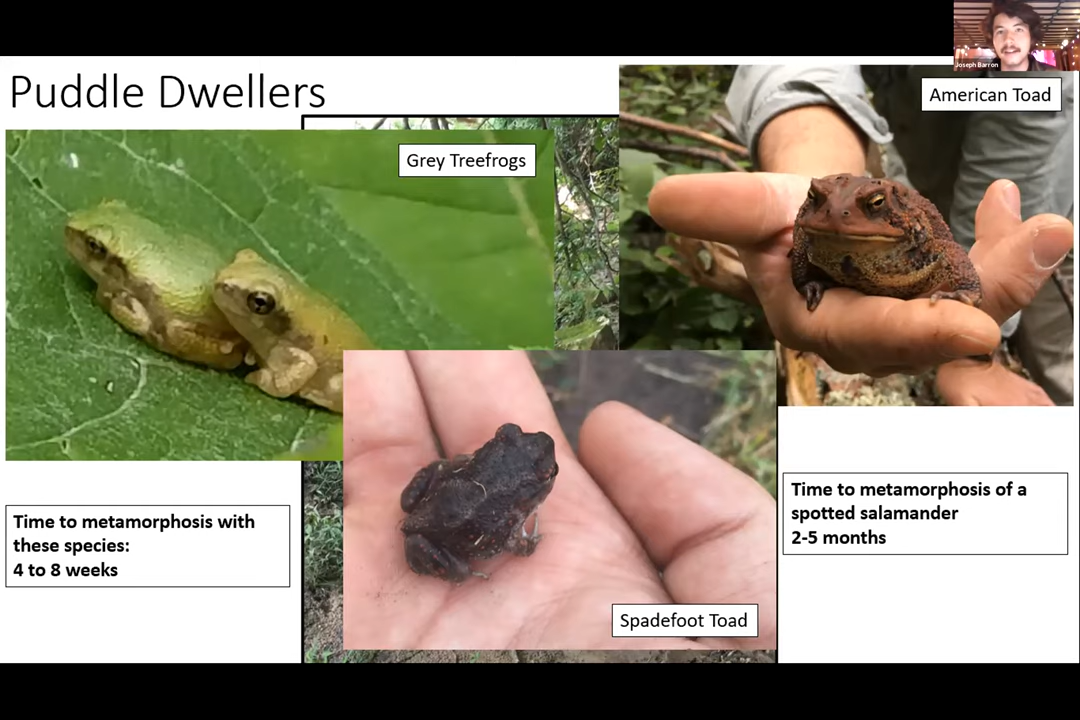 Joseph Barron
Puddle Dwellers
American Toad
Grey Treefrogs
Time to metamorphosis with
these species:
4 to 8 weeks
Time to metamorphosis of a
spotted salamander
2-5 months
Spadefoot Toad